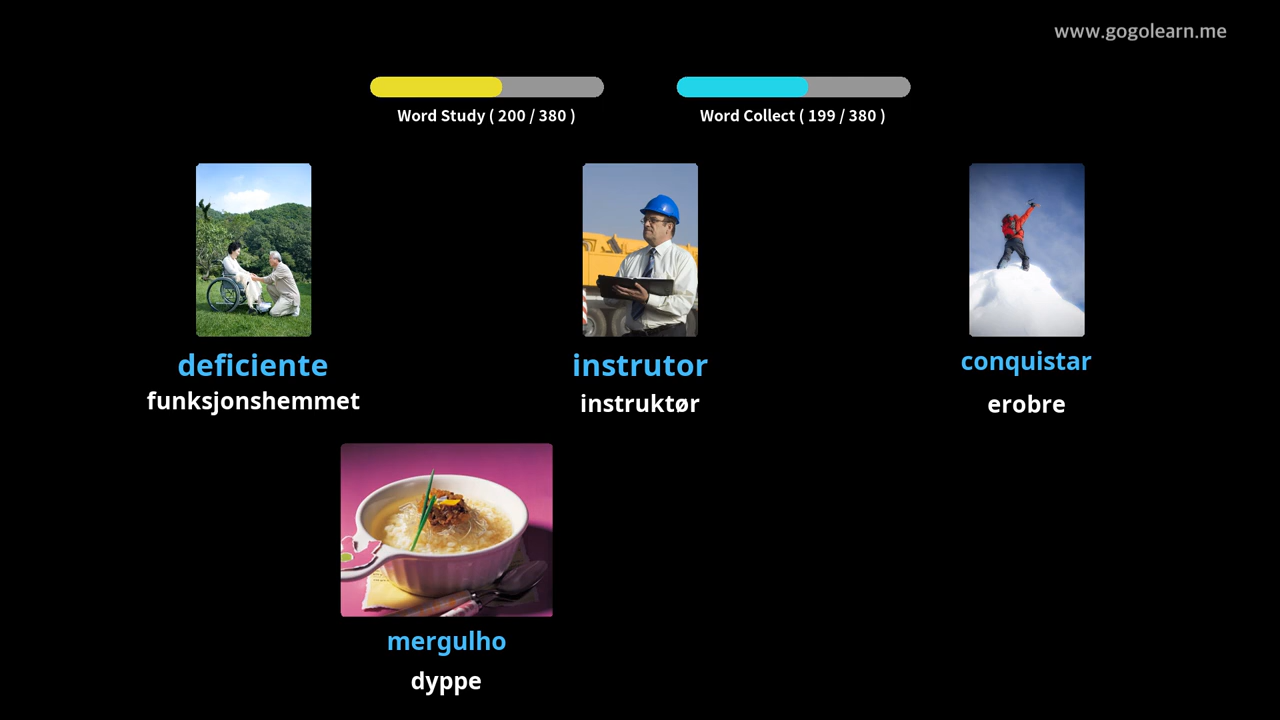 www.gogolearn.me
Word Study ( 200 / 380 )
Word Collect ( 199 / 380 )
deficiente
funksjonshemmet
instrutor
instruktør
conquistar
erobre
mergulho
dyppe